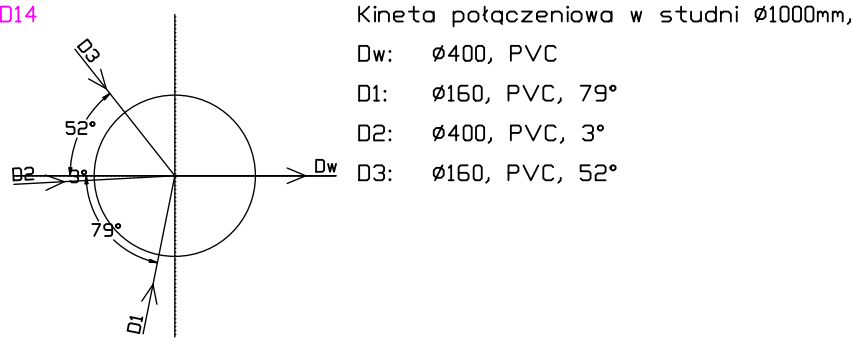 D14
Kineta połączeniowa w studni Ø1000mm,
Dw: Ø400, PVC
D1: Ø160, PVC, 79°
D2: Ø400, PVC, 3°
D3: Ø160, PVC, 52°
D3
52°
D2
3°
Dw
79°
D1